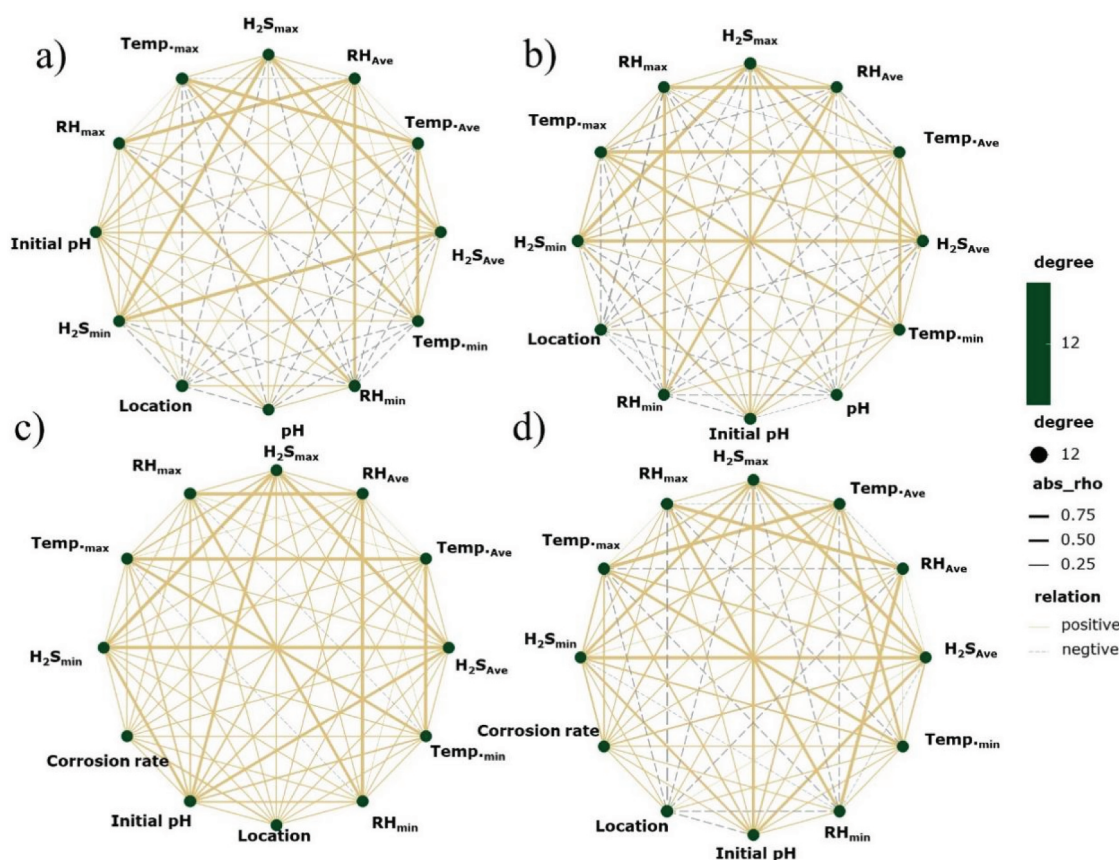 a)
H₂Smax
Temp.max
RHAve
RHmax
Temp.Ave
Initial pH
H₂SAve
H₂Smin
Temp.min
Location
RHmin
pH
b)
H₂Smax
RHmax
RHAve
Temp.max
Temp.Ave
H₂Smin
H₂SAve
Location
Temp.min
RHmin
pH
Initial pH
c)
H₂Smax
RHmax
RHAve
Temp.max
Temp.Ave
H₂Smin
H₂SAve
Corrosion rate
Temp.min
Initial pH
RHmin
Location
d)
H₂Smax
RHmax
Temp.Ave
Temp.max
RHAve
H₂Smin
H₂SAve
Corrosion rate
Temp.min
Location
RHmin
Initial pH
degree
12
degree
12
abs_rho
0.75
0.50
0.25
relation
positive
negtive